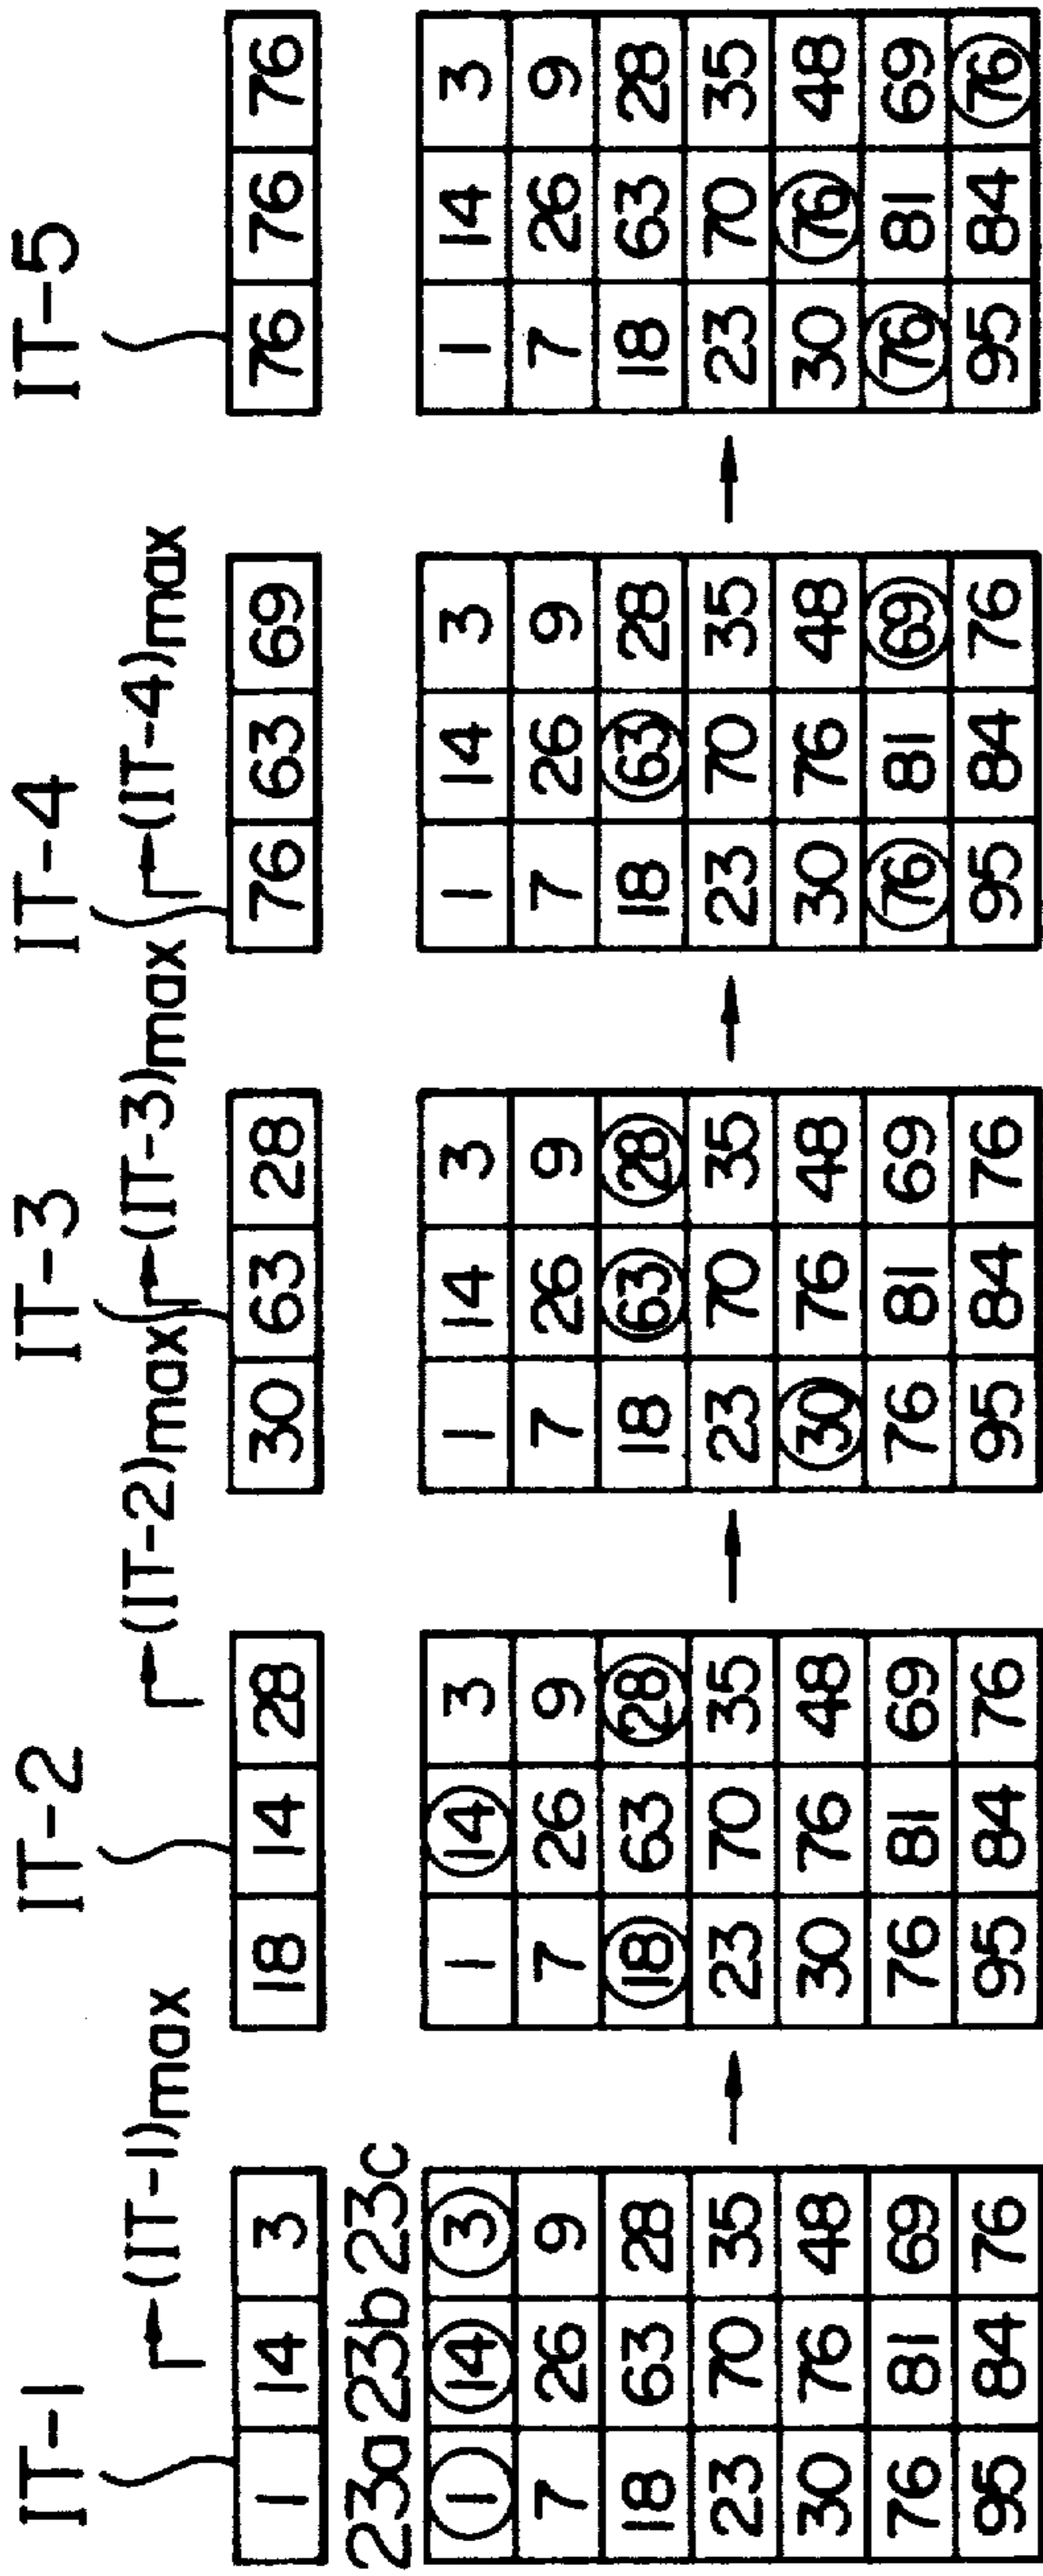 IT-1 IT-2 IT-3 IT-4 IT-5
(IT-1)max (IT-2)max (IT-3)max (IT-4)max
1 14 3 18 14 28 30 63 28 76 63 69 76 76 76
23a 23b 23c
1 14 3 1 14 3 1 14 3 1 14 3 1 14 3
7 26 9 7 26 9 7 26 9 7 26 9 7 26 9
18 63 28 18 63 28 18 63 28 18 63 28 18 63 28
23 70 35 23 70 35 23 70 35 23 70 35 23 70 35
30 76 48 30 76 48 30 76 48 30 76 48 30 76 48
76 81 69 76 81 69 76 81 69 76 81 69 76 81 69
95 84 76 95 84 76 95 84 76 95 84 76 95 84 76